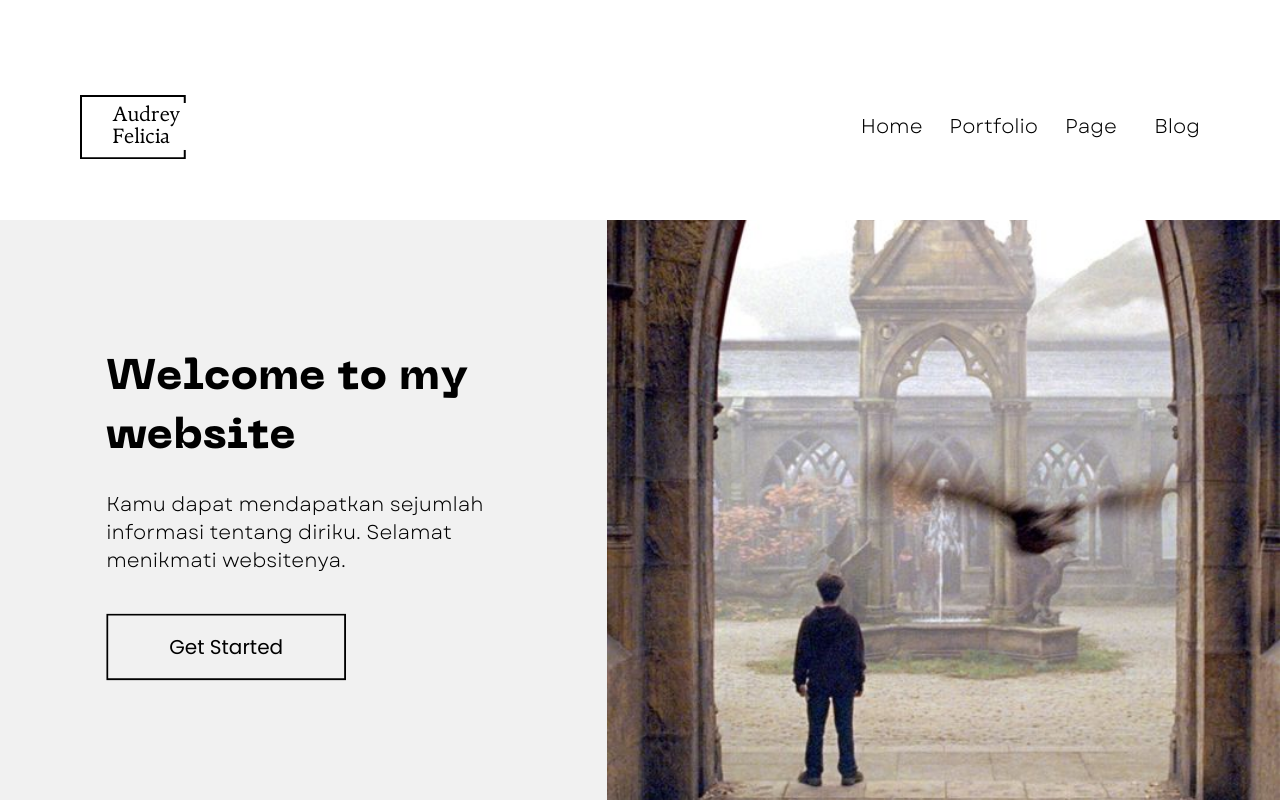 Audrey
Felicia
Home Portfolio Page Blog
Welcome to my
website
Kamu dapat mendapatkan sejumlah
informasi tentang diriku. Selamat
menikmati websitenya.
Get Started